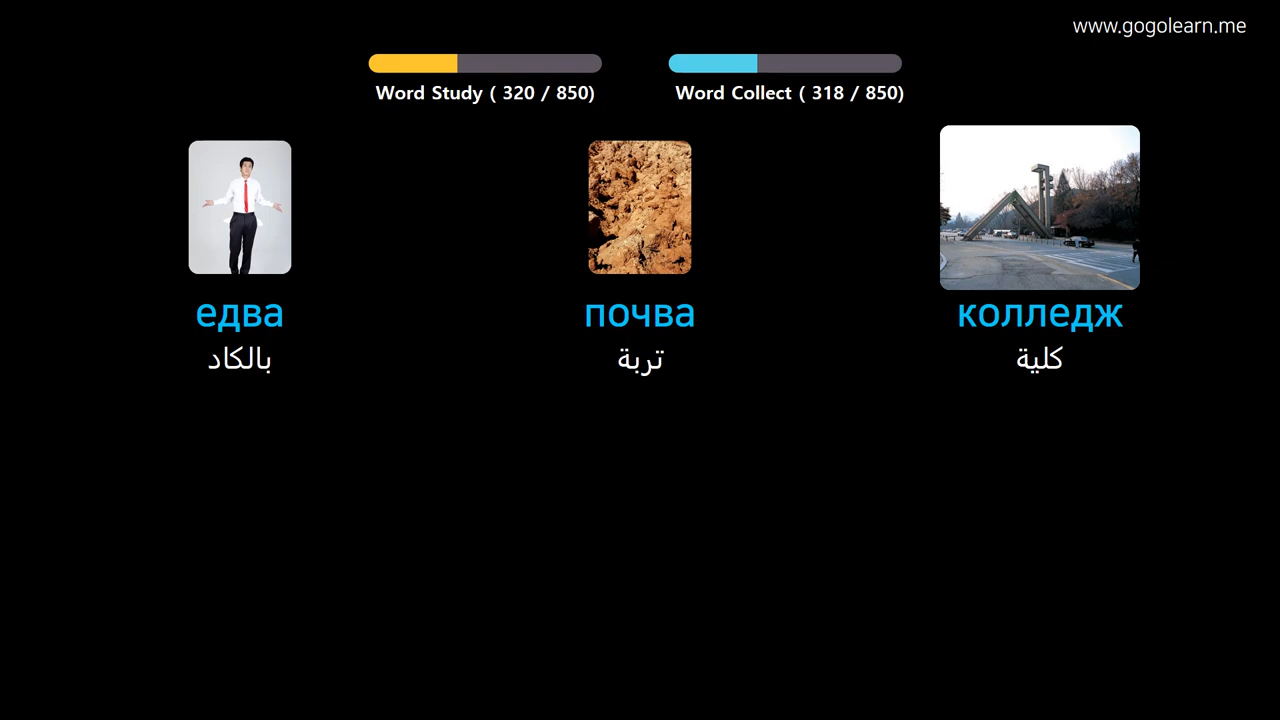 www.gogolearn.me
Word Study ( 320 / 850)
Word Collect ( 318 / 850)
едва
почва
колледж
بالكاد
تربة
كلية